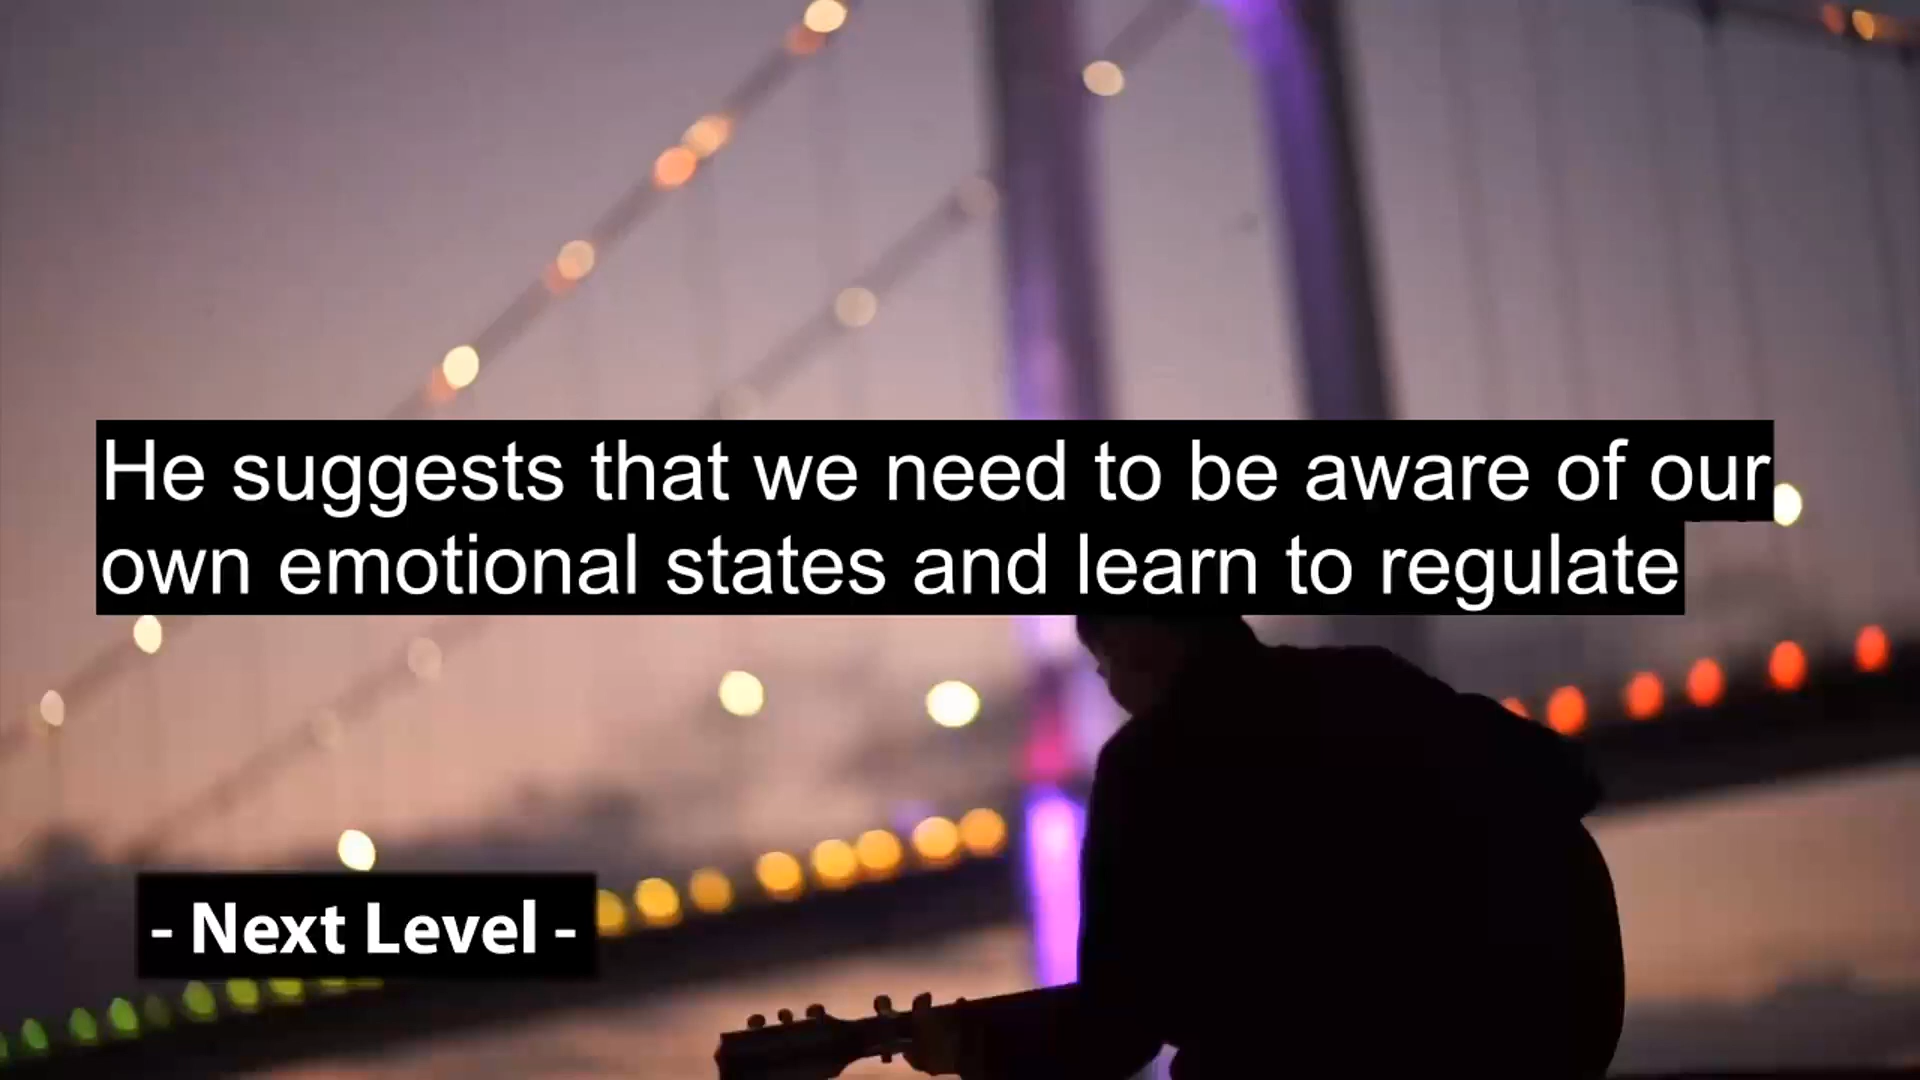 He suggests that we need to be aware of our
own emotional states and learn to regulate
- Next Level -